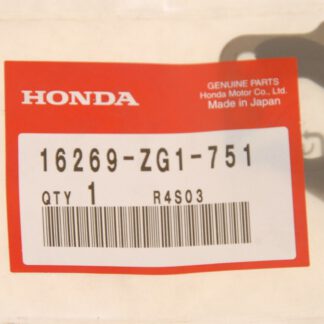 GENUINE PARTS
HONDA
Honda Motor Co., Ltd.
Made in Japan
16269-ZG1-751
QTY 1 R4S03